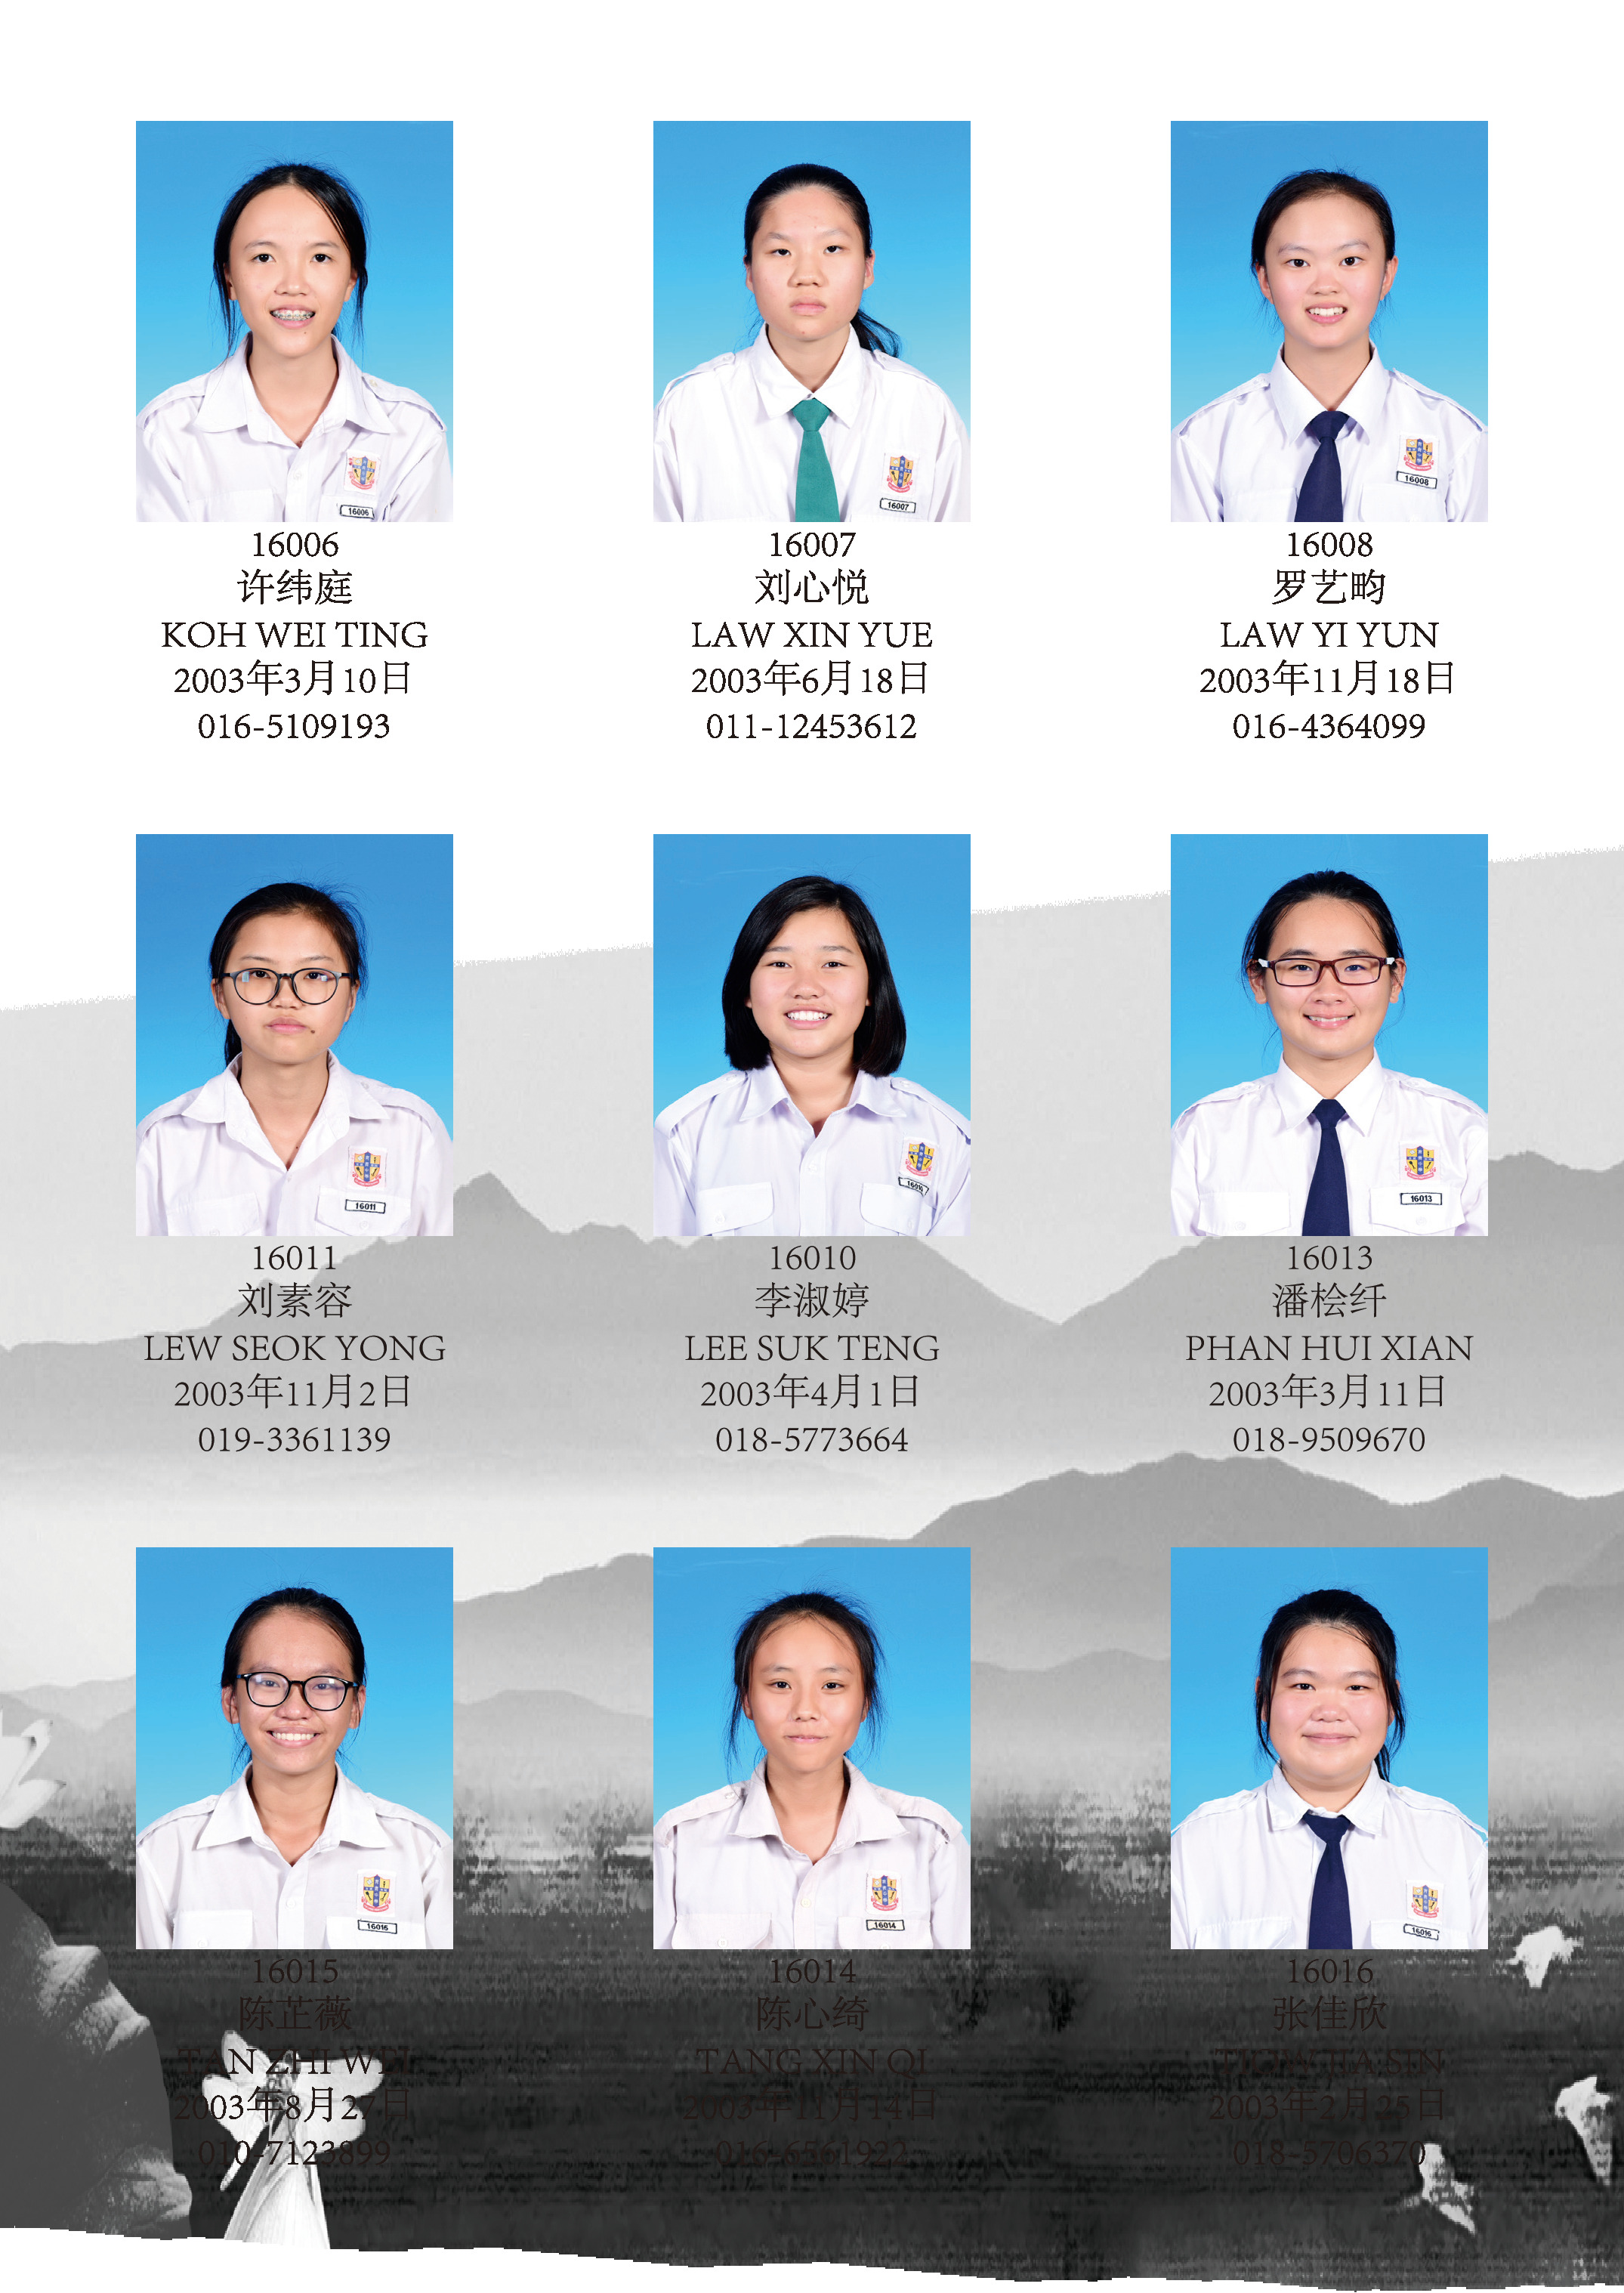 16006
许纬庭
KOH WEI TING
2003年3月10日
016-5109193
16007
刘心悦
LAW XIN YUE
2003年6月18日
011-12453612
16008
罗艺畇
LAW YI YUN
2003年11月18日
016-4364099
16011
刘素容
LEW SEOK YONG
2003年11月2日
019-3361139
16010
李淑婷
LEE SUK TENG
2003年4月1日
018-5773664
16013
潘桧纤
PHAN HUI XIAN
2003年3月11日
018-9509670
16015
陈芷薇
TAN ZHI WEI
2003年8月27日
010-7123899
16014
陈心绮
TANG XIN QI
2003年11月14日
016-6561922
16016
张佳欣
JIA SIN
2003年2月25日
018-5706370